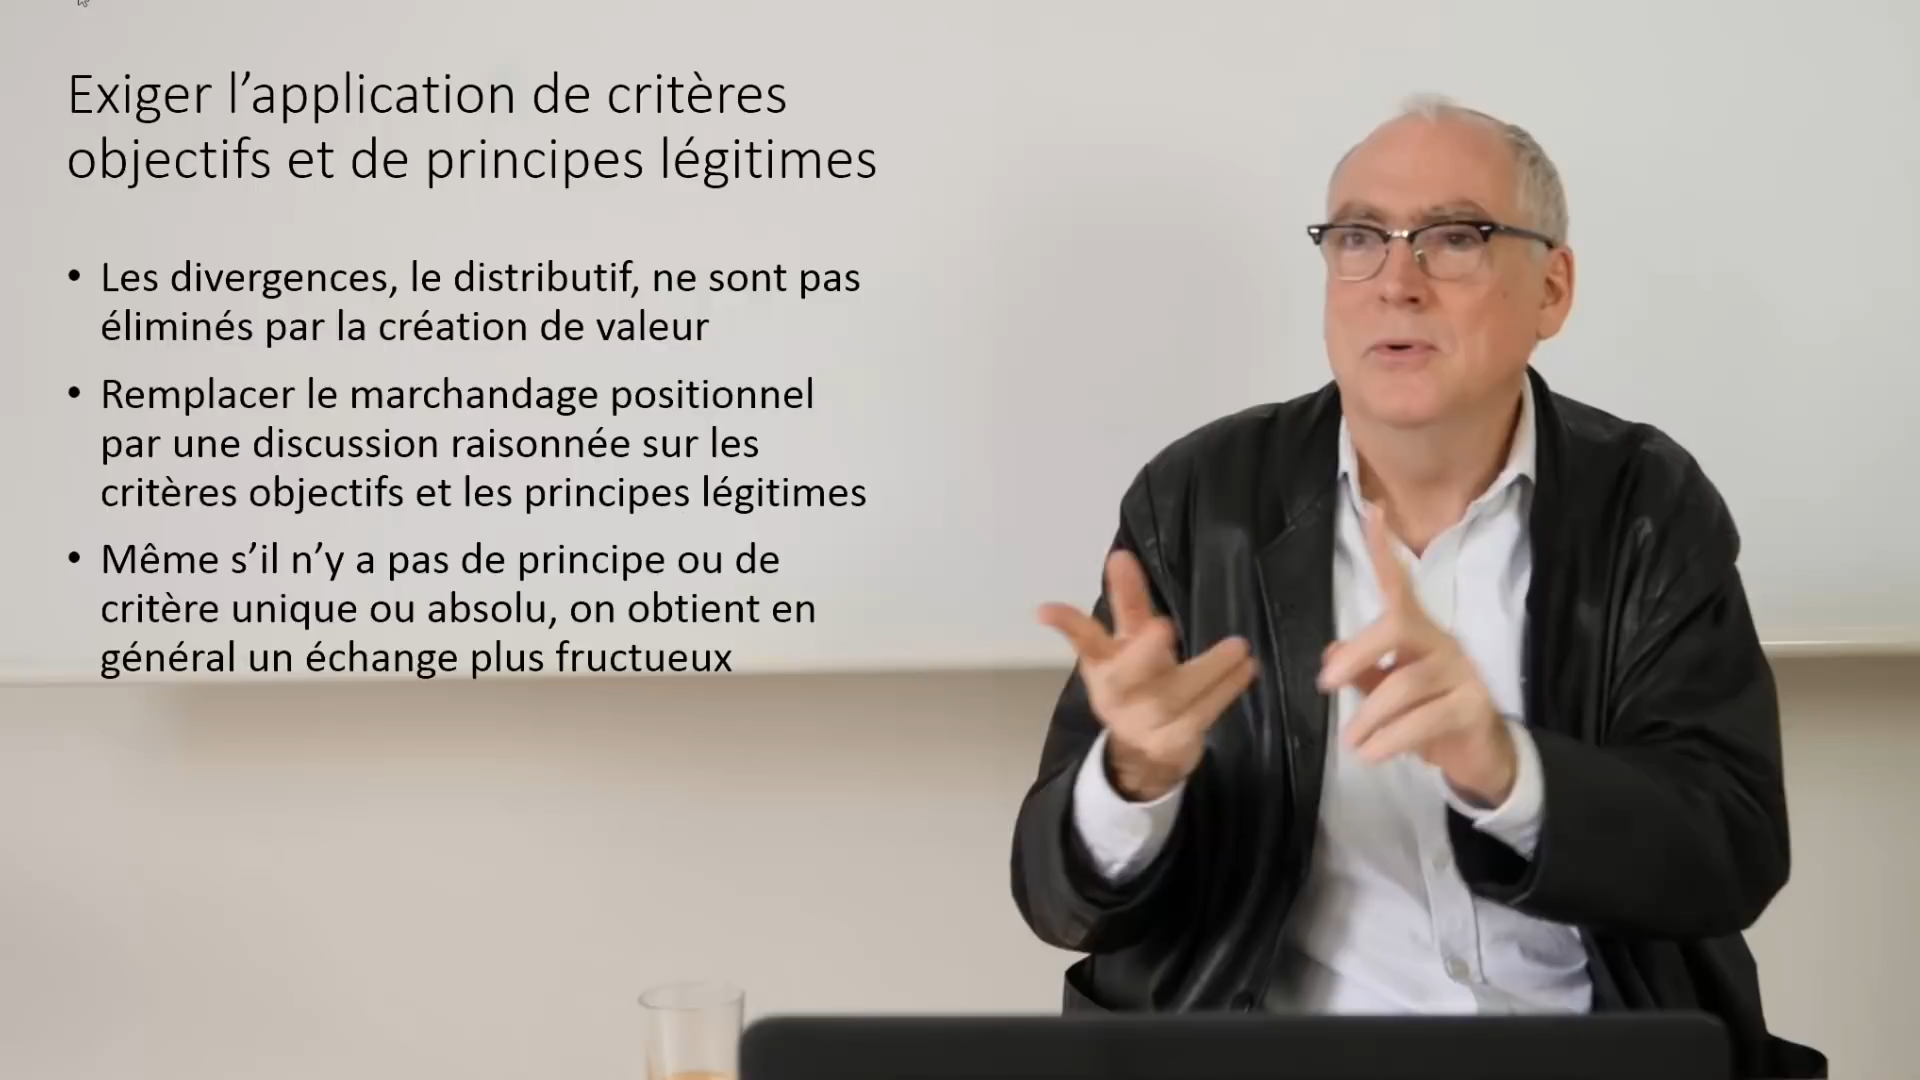 Exiger l’application de critères
objectifs et de principes légitimes
• Les divergences, le distributif, ne sont pas
éliminés par la création de valeur
• Remplacer le marchandage positionnel
par une discussion raisonnée sur les
critères objectifs et les principes légitimes
• Même s’il n’y a pas de principe ou de
critère unique ou absolu, on obtient en
général un échange plus fructueux